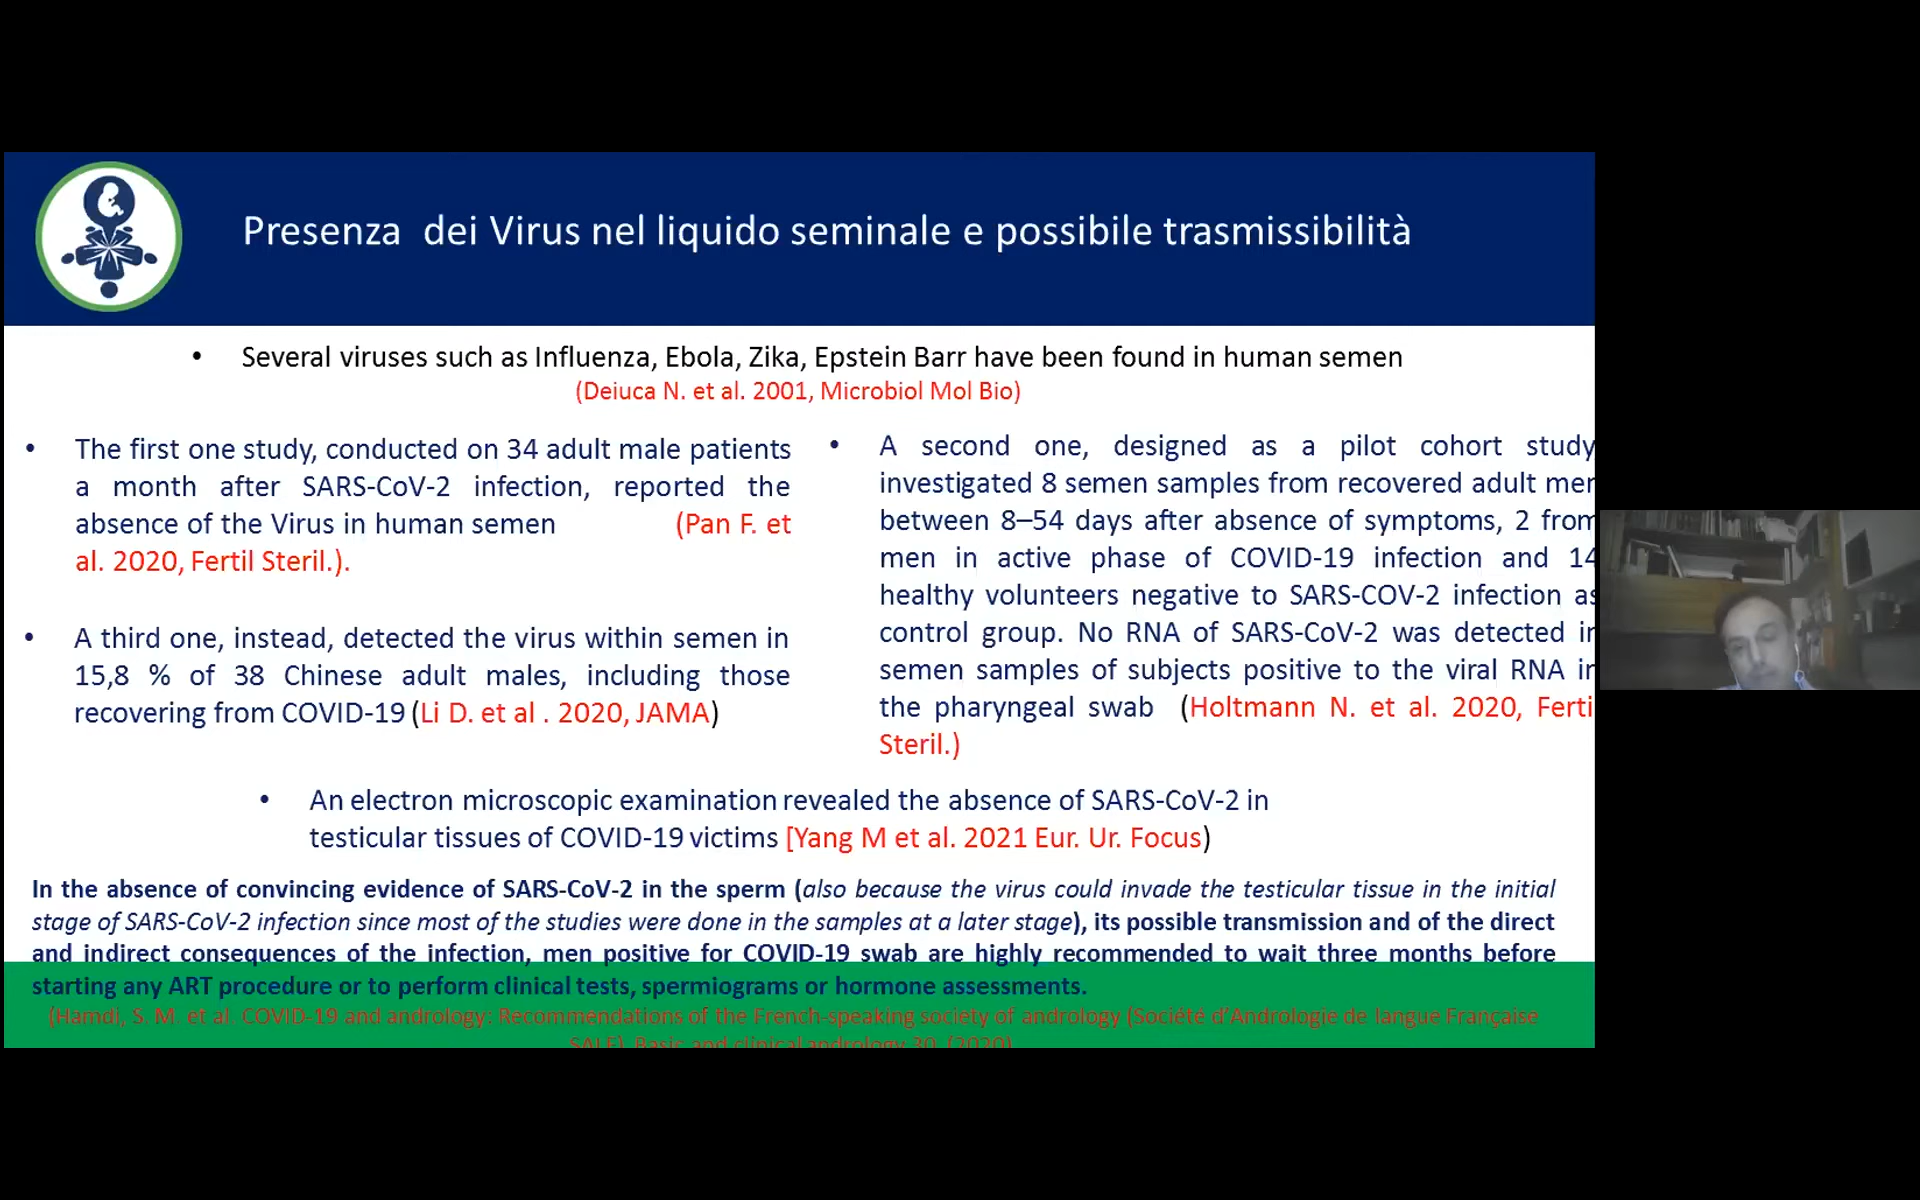 Presenza dei Virus nel liquido seminale e possibile trasmissibilità
• Several viruses such as Influenza, Ebola, Zika, Epstein Barr have been found in human semen
(Deiuca N. et al. 2001, Microbiol Mol Bio)
• The first one study, conducted on 34 adult male patients
a month after SARS-CoV-2 infection, reported the
absence of the Virus in human semen (Pan F. et
al. 2020, Fertil Steril.).
• A third one, instead, detected the virus within semen in
15,8 % of 38 Chinese adult males, including those
recovering from COVID-19 (Li D. et al . 2020, JAMA)
• A second one, designed as a pilot cohort study
investigated 8 semen samples from recovered adult men
between 8–54 days after absence of symptoms, 2 from
men in active phase of COVID-19 infection and 14
healthy volunteers negative to SARS-COV-2 infection as
control group. No RNA of SARS-CoV-2 was detected in
semen samples of subjects positive to the viral RNA in
the pharyngeal swab (Holtmann N. et al. 2020, Ferti
Steril.)
• An electron microscopic examination revealed the absence of SARS-CoV-2 in
testicular tissues of COVID-19 victims [Yang M et al. 2021 Eur. Ur. Focus)
In the absence of convincing evidence of SARS-CoV-2 in the sperm (also because the virus could invade the testicular tissue in the initial
stage of SARS-CoV-2 infection since most of the studies were done in the samples at a later stage), its possible transmission and of the direct
and indirect consequences of the infection, men positive for COVID-19 swab are highly recommended to wait three months before
starting any ART procedure or to perform clinical tests, spermiograms or hormone assessments.
(Hamdi, S. M. et al. COVID-19 and andrology: Recommendations of the French-speaking society of andrology (Société d'Andrologie de langue Française
SALF). Basic and clinical andrology 30, (2020)